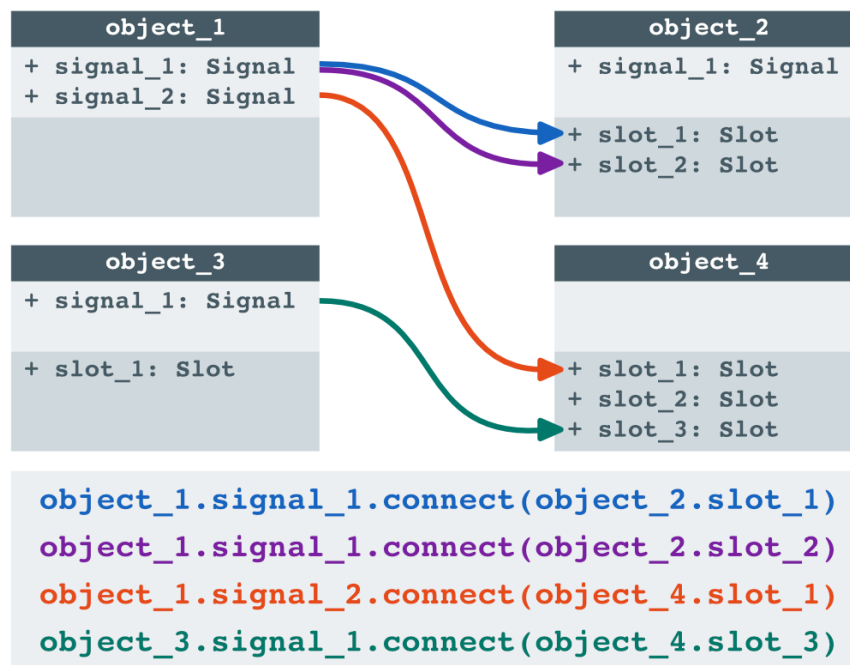 object_1
+ signal_1: Signal
+ signal_2: Signal
object_2
+ signal_1: Signal
+ slot_1: Slot
+ slot_2: Slot
object_3
+ signal_1: Signal
+ slot_1: Slot
object_4
+ slot_1: Slot
+ slot_2: Slot
+ slot_3: Slot
object_1.signal_1.connect(object_2.slot_1)
object_1.signal_1.connect(object_2.slot_2)
object_1.signal_2.connect(object_4.slot_1)
object_3.signal_1.connect(object_4.slot_3)